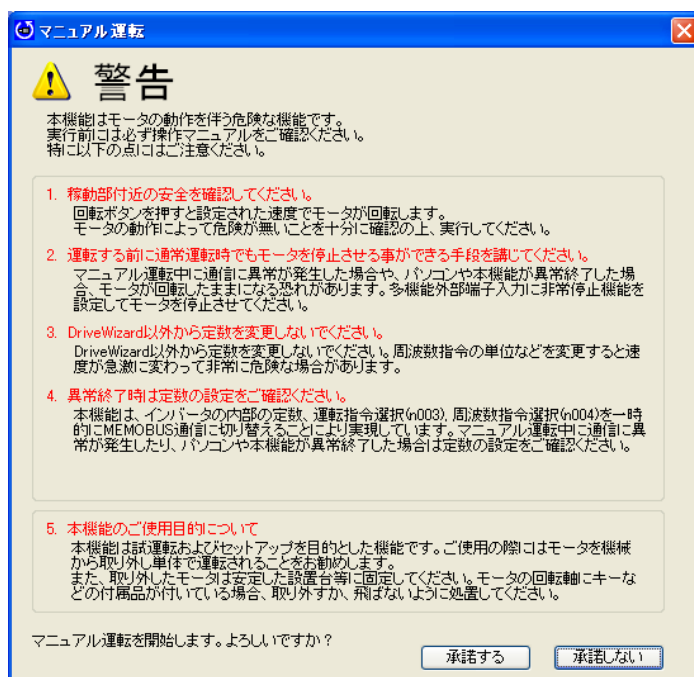 マニュアル運転
警告
本機能はモータの動作を伴う危険な機能です。
実行前には必ず操作マニュアルをご確認ください。
特に以下の点にはご注意ください。
1. 稼動部付近の安全を確認してください。
回転ボタンを押すと設定された速度でモータが回転します。
モータの動作によって危険が無いことを十分に確認の上、実行してください。
2. 運転する前に通常運転時でもモータを停止させる事ができる手段を講じてください。
マニュアル運転中に通信に異常が発生した場合や、パソコンや本機能が異常終了した場
合、モータが回転したままになる恐れがあります。多機能外部端子入力に非常停止機能を
設定してモータを停止させてください。
3. DriveWizard以外から定数を変更しないでください。
DriveWizard以外から定数を変更しないでください。周波数指令の単位などを変更すると速
度が急激に変わって非常に危険な場合があります。
4. 異常終了時は定数の設定をご確認ください。
本機能は、インバータの内部の定数、運転指令選択(n003)、周波数指令選択(n004)を一時
的にMEMOBUS通信に切り替えることにより実現しています。マニュアル運転中に通信に異
常が発生したり、パソコンや本機能が異常終了した場合は定数の設定をご確認ください。
5. 本機能のご使用目的について
本機能は試運転およびセットアップを目的とした機能です。ご使用の際にはモータを機械
から取り外し単体で運転されることをお勧めします。
また、取り外したモータは安定した設置台等に固定してください。モータの回転軸にキーな
どの付属品が付いている場合、取り外すか、飛ばないように処置してください。
マニュアル運転を開始します。よろしいですか？
承諾する 承諾しない